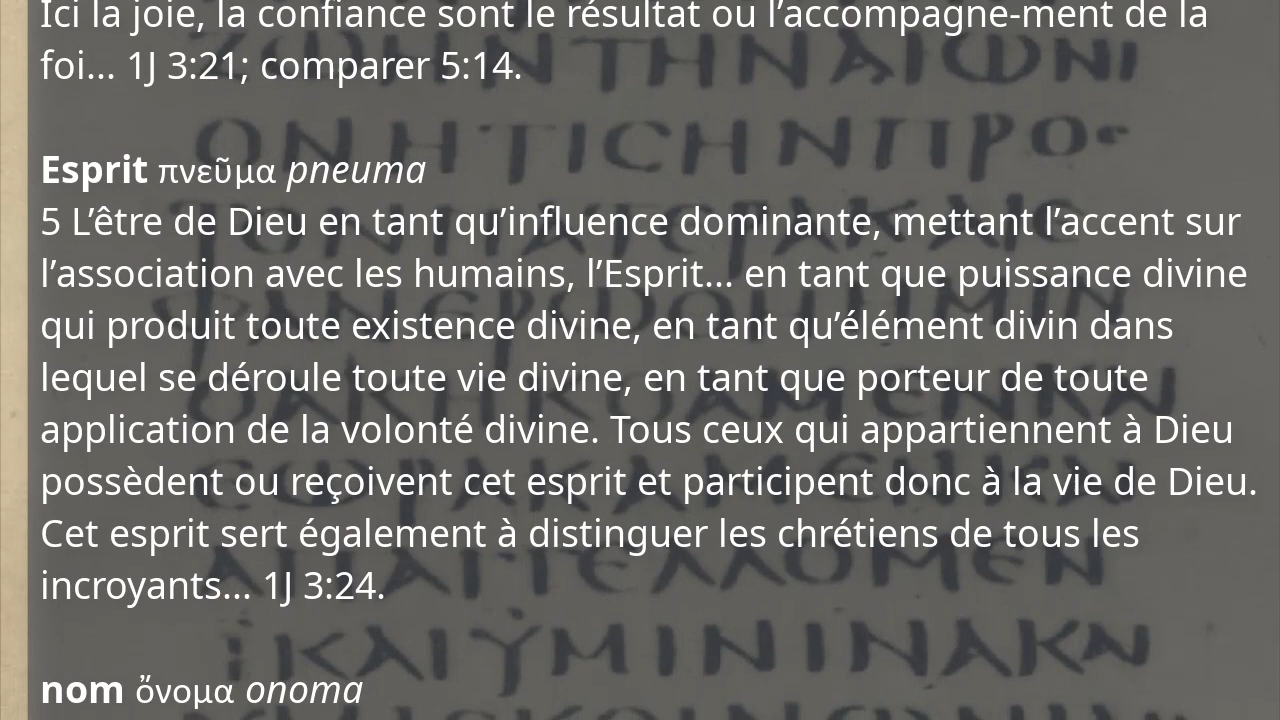 Ici la joie, la confiance sont le résultat ou l’accompagne-ment de la
foi... 1J 3:21; comparer 5:14.
Esprit πνεῦμα pneuma
5 L’être de Dieu en tant qu’influence dominante, mettant l’accent sur
l’association avec les humains, l’Esprit... en tant que puissance divine
qui produit toute existence divine, en tant qu’élément divin dans
lequel se déroule toute vie divine, en tant que porteur de toute
application de la volonté divine. Tous ceux qui appartiennent à Dieu
possèdent ou reçoivent cet esprit et participent donc à la vie de Dieu.
Cet esprit sert également à distinguer les chrétiens de tous les
incroyants... 1J 3:24.
nom ὄνομα onoma